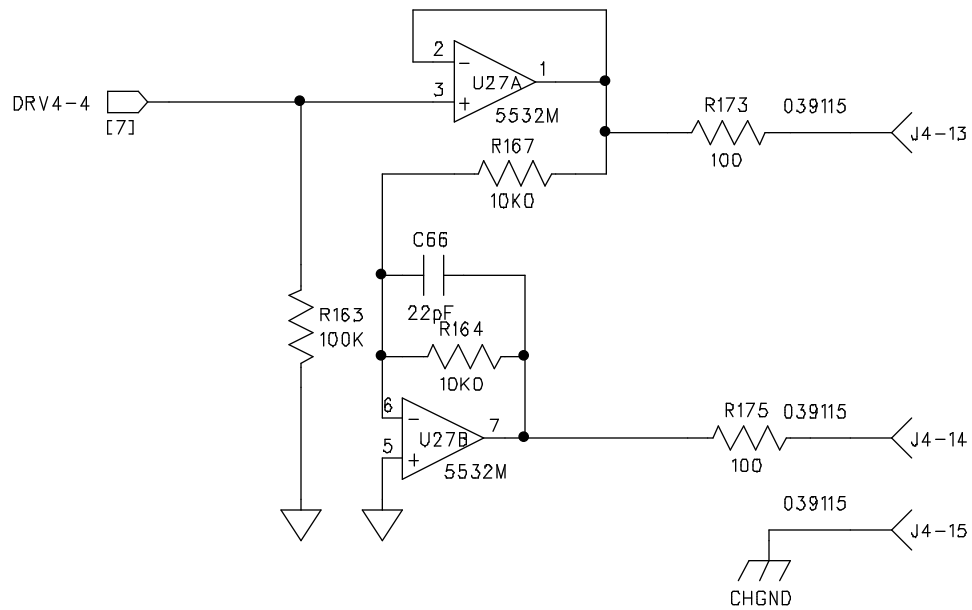 2
1
U27A
DRV4-4
3
[7]
5532M
R173
039115
J4-13
100
R167
10K0
C66
22pF
R163
100K
R164
10K0
6
7
U27B
5
5532M
R175
039115
J4-14
100
039115
J4-15
CHGND